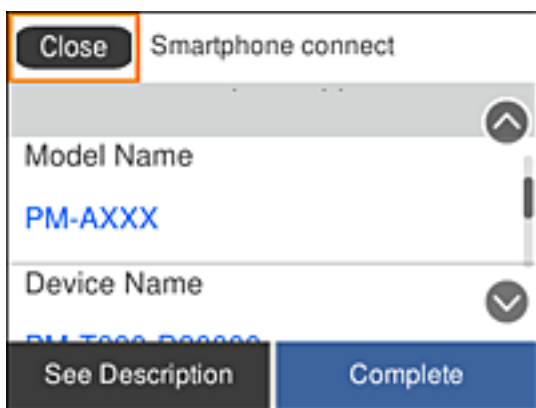 Close Smartphone connect
Model Name
PM-AXXX
Device Name
See Description Complete